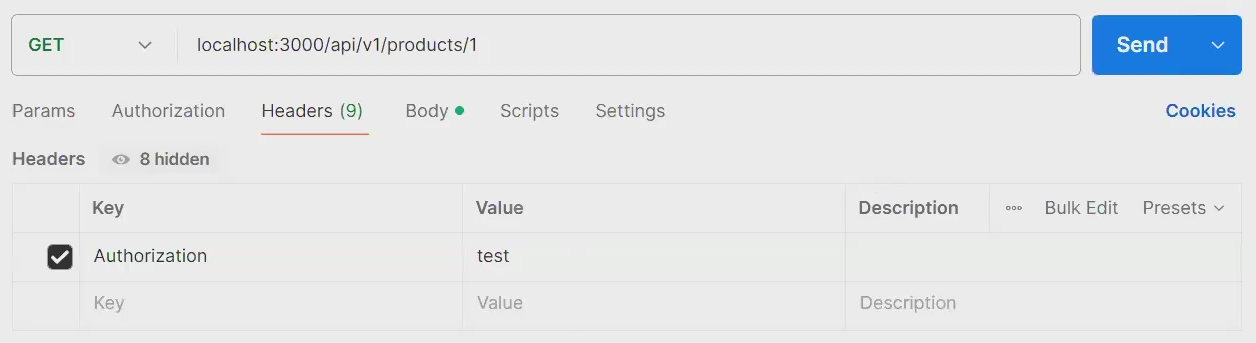 GET localhost:3000/api/v1/products/1 Send
Params Authorization Headers (9) Body Scripts Settings Cookies
Headers 8 hidden
Key Value Description Bulk Edit Presets
Authorization test
Key Value Description